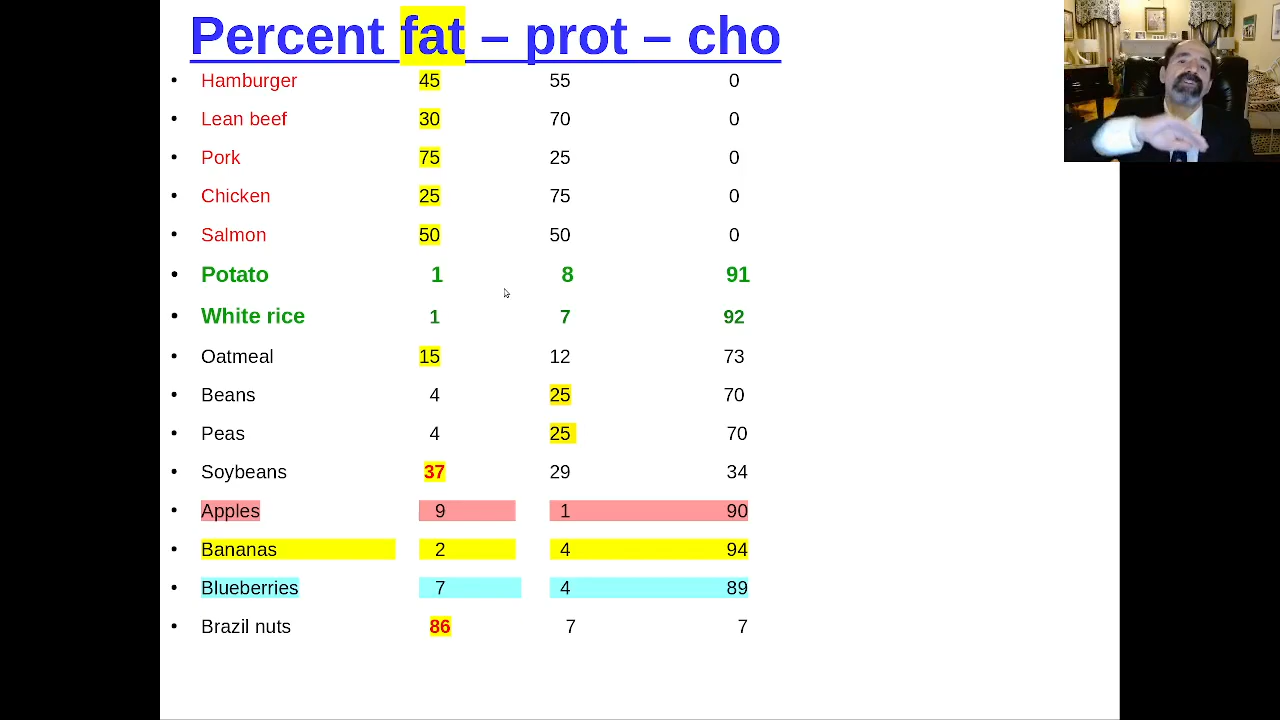 Percent fat – prot – cho
• Hamburger 45 55 0
• Lean beef 30 70 0
• Pork 75 25 0
• Chicken 25 75 0
• Salmon 50 50 0
• Potato 1 8 91
• White rice 1 7 92
• Oatmeal 15 12 73
• Beans 4 25 70
• Peas 4 25 70
• Soybeans 37 29 34
• Apples 9 1 90
• Bananas 2 4 94
• Blueberries 7 4 89
• Brazil nuts 86 7 7